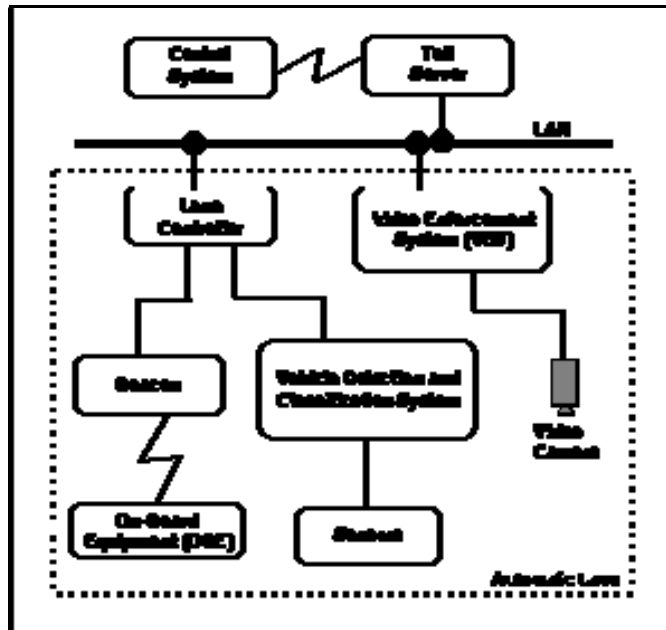 Central
System
Toll
Server
LAN
Lane
Controller
Video Enforcement
System (VES)
Beacon
Vehicle Detection and
Classification System
Video
Camera
On-Board
Equipment (OBE)
Sensors
Automatic Lane